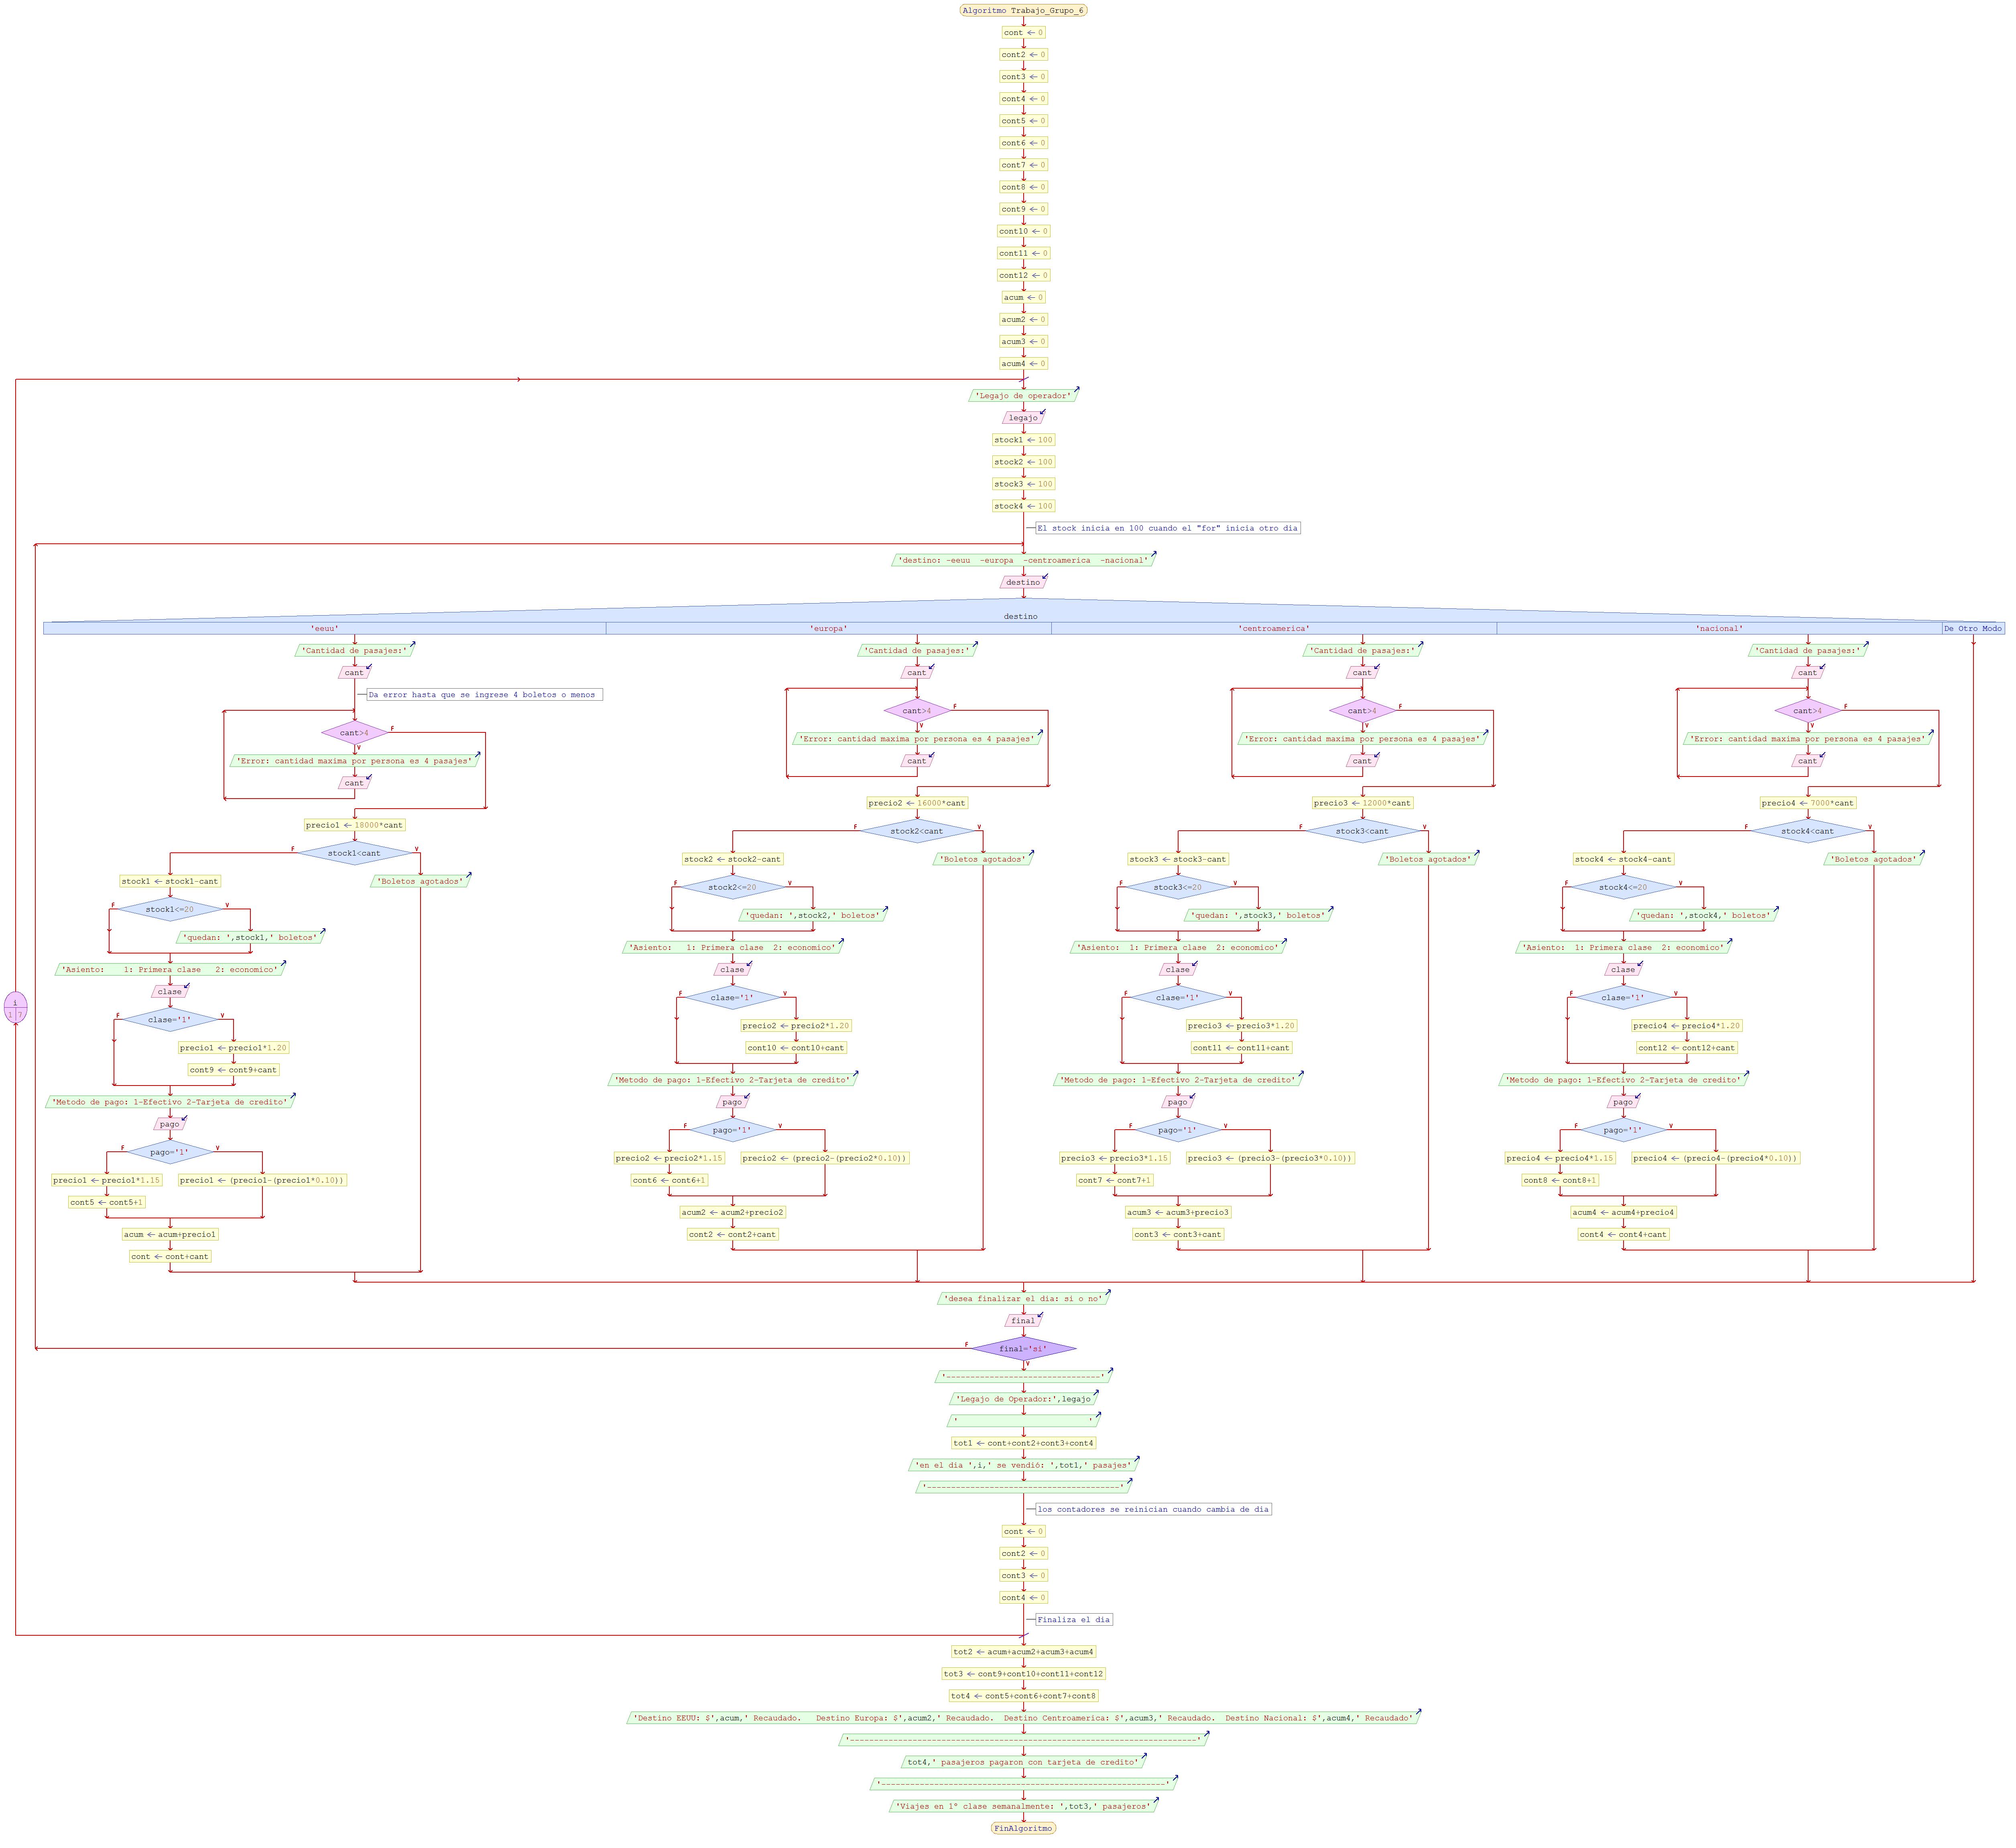 Algoritmo Trabajo_Grupo_6
cont ← 0
cont2 ← 0
cont3 ← 0
cont4 ← 0
cont5 ← 0
cont6 ← 0
cont7 ← 0
cont8 ← 0
cont9 ← 0
cont10 ← 0
cont11 ← 0
cont12 ← 0
acum ← 0
acum2 ← 0
acum3 ← 0
acum4 ← 0
'Legajo de operador'
legajo
stock1 ← 100
stock2 ← 100
stock3 ← 100
stock4 ← 100
El stock inicia en 100 cuando el "for" inicia otro dia
'destino: -eeuu  -europa  -centroamerica  -nacional'
destino
destino
'eeuu'
'europa'
'centroamerica'
'nacional'
De Otro Modo
'Cantidad de pasajes:'
cant
Da error hasta que se ingrese 4 boletos o menos
cant>4
F
V
'Error: cantidad maxima por persona es 4 pasajes'
cant
precio1 ← 18000*cant
stock1<cant
F
V
stock1 ← stock1-cant
'Boletos agotados'
stock1<=20
F
V
'quedan: ',stock1,' boletos'
'Asiento:    1: Primera clase   2: economico'
clase
clase='1'
F
V
precio1 ← precio1*1.20
cont9 ← cont9+cant
'Metodo de pago: 1-Efectivo 2-Tarjeta de credito'
pago
pago='1'
F
V
precio1 ← precio1*1.15
precio1 ← (precio1-(precio1*0.10))
cont5 ← cont5+1
acum ← acum+precio1
cont ← cont+cant
'Cantidad de pasajes:'
cant
cant>4
F
V
'Error: cantidad maxima por persona es 4 pasajes'
cant
precio2 ← 16000*cant
stock2<cant
F
V
stock2 ← stock2-cant
'Boletos agotados'
stock2<=20
F
V
'quedan: ',stock2,' boletos'
'Asiento:   1: Primera clase  2: economico'
clase
clase='1'
F
V
precio2 ← precio2*1.20
cont10 ← cont10+cant
'Metodo de pago: 1-Efectivo 2-Tarjeta de credito'
pago
pago='1'
F
V
precio2 ← precio2*1.15
precio2 ← (precio2-(precio2*0.10))
cont6 ← cont6+1
acum2 ← acum2+precio2
cont2 ← cont2+cant
'Cantidad de pasajes:'
cant
cant>4
F
V
'Error: cantidad maxima por persona es 4 pasajes'
cant
precio3 ← 12000*cant
stock3<cant
F
V
stock3 ← stock3-cant
'Boletos agotados'
stock3<=20
F
V
'quedan: ',stock3,' boletos'
'Asiento:  1: Primera clase  2: economico'
clase
clase='1'
F
V
precio3 ← precio3*1.20
cont11 ← cont11+cant
'Metodo de pago: 1-Efectivo 2-Tarjeta de credito'
pago
pago='1'
F
V
precio3 ← precio3*1.15
precio3 ← (precio3-(precio3*0.10))
cont7 ← cont7+1
acum3 ← acum3+precio3
cont3 ← cont3+cant
'Cantidad de pasajes:'
cant
cant>4
F
V
'Error: cantidad maxima por persona es 4 pasajes'
cant
precio4 ← 7000*cant
stock4<cant
F
V
stock4 ← stock4-cant
'Boletos agotados'
stock4<=20
F
V
'quedan: ',stock4,' boletos'
'Asiento:  1: Primera clase  2: economico'
clase
clase='1'
F
V
precio4 ← precio4*1.20
cont12 ← cont12+cant
'Metodo de pago: 1-Efectivo 2-Tarjeta de credito'
pago
pago='1'
F
V
precio4 ← precio4*1.15
precio4 ← (precio4-(precio4*0.10))
cont8 ← cont8+1
acum4 ← acum4+precio4
cont4 ← cont4+cant
i
1 7
'desea finalizar el dia: si o no'
final
final='si'
F
V
'--------------------------------'
'Legajo de Operador:',legajo
'                           '
tot1 ← cont+cont2+cont3+cont4
'en el dia ',i,' se vendió: ',tot1,' pasajes'
'----------------------------------------'
los contadores se reinician cuando cambia de dia
cont ← 0
cont2 ← 0
cont3 ← 0
cont4 ← 0
Finaliza el dia
tot2 ← acum+acum2+acum3+acum4
tot3 ← cont9+cont10+cont11+cont12
tot4 ← cont5+cont6+cont7+cont8
'Destino EEUU: $',acum,' Recaudado.   Destino Europa: $',acum2,' Recaudado.  Destino Centroamerica: $',acum3,' Recaudado.  Destino Nacional: $',acum4,' Recaudado'
'------------------------------------------------------------------------'
tot4,' pasajeros pagaron con tarjeta de credito'
'-----------------------------------------------------------'
'Viajes en 1º clase semanalmente: ',tot3,' pasajeros'
FinAlgoritmo